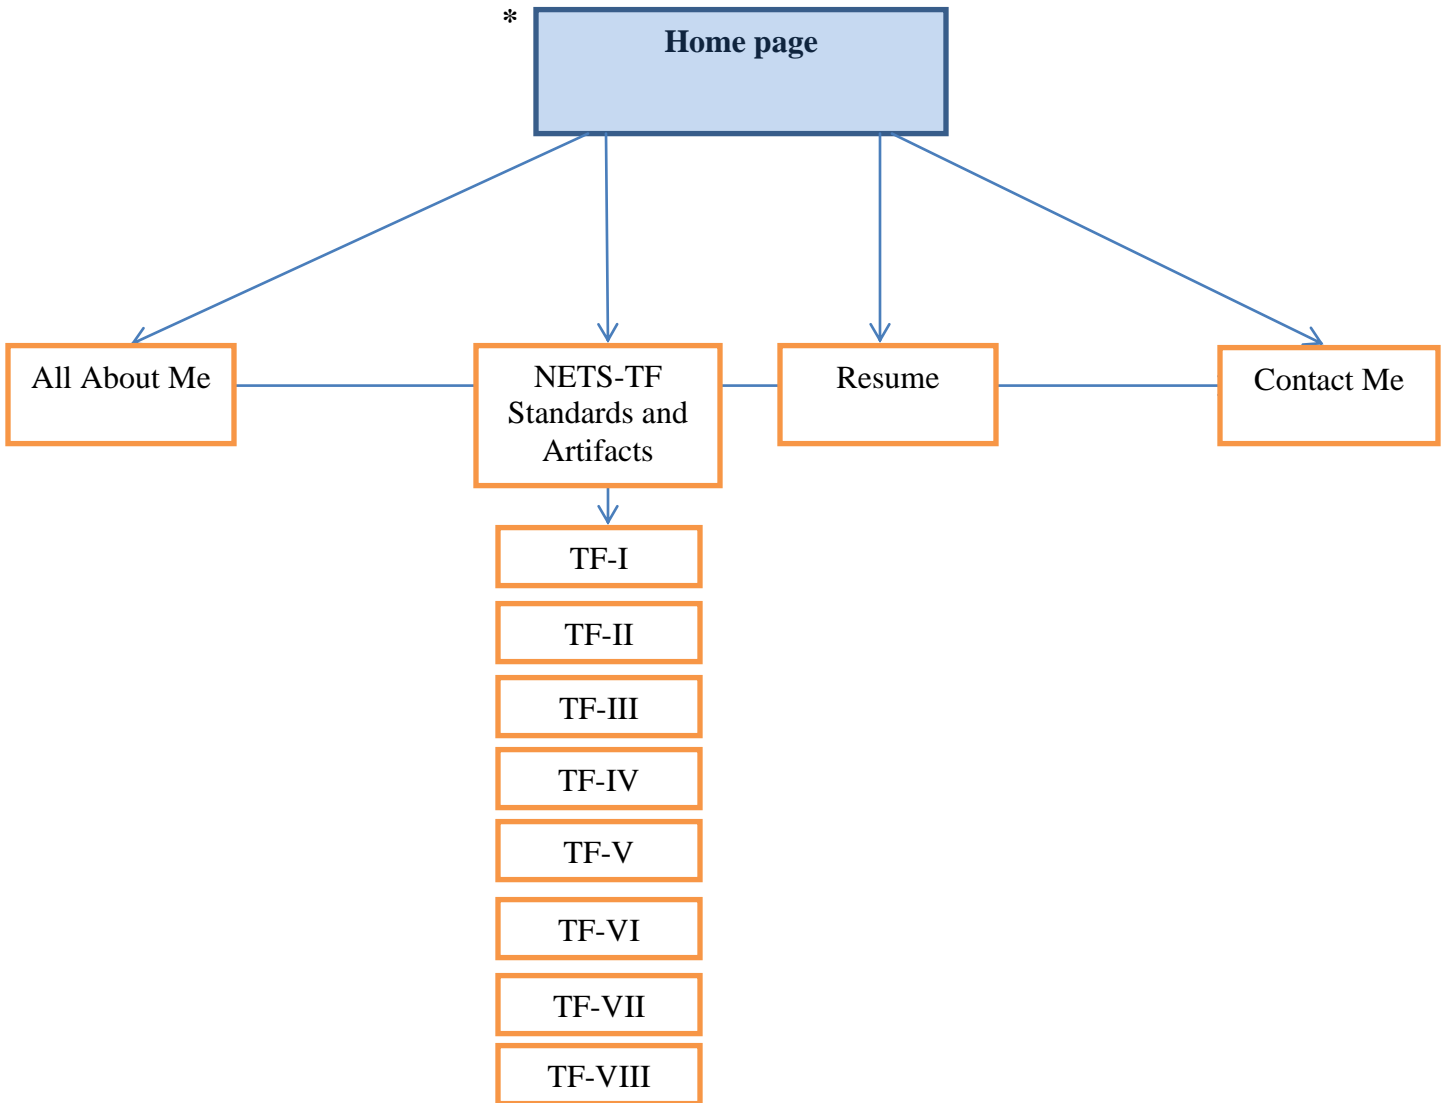 *
Home page
All About Me
NETS-TF
Standards and
Artifacts
Resume
Contact Me
TF-I
TF-II
TF-III
TF-IV
TF-V
TF-VI
TF-VII
TF-VIII